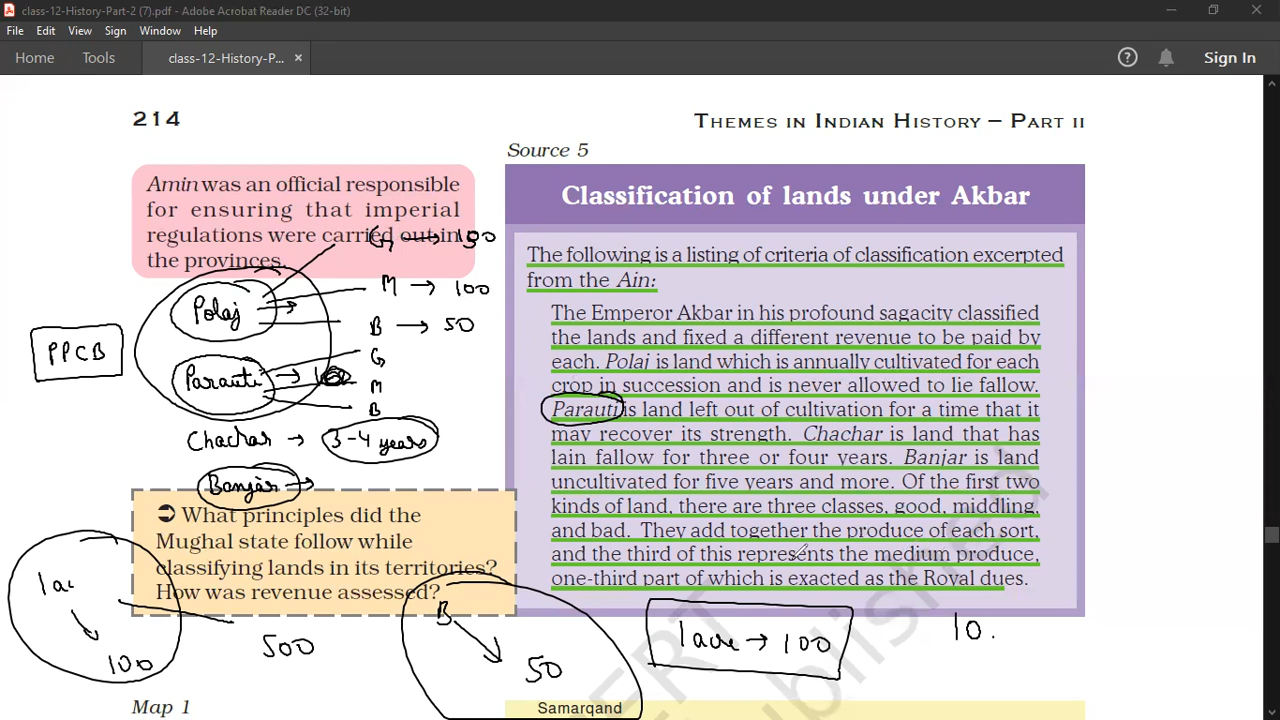 class-12-History-Part-2 (7).pdf - Adobe Acrobat Reader DC (32-bit)
File Edit View Sign Window Help
Home Tools class-12-History-P... × Sign In
214
THEMES IN INDIAN HISTORY – PART II
Source 5
Amin was an official responsible
for ensuring that imperial
regulations were carried out in
the provinces.
Classification of lands under Akbar
The following is a listing of criteria of classification excerpted
from the Ain:
The Emperor Akbar in his profound sagacity classified
the lands and fixed a different revenue to be paid by
each. Polaj is land which is annually cultivated for each
crop in succession and is never allowed to lie fallow.
Parauti is land left out of cultivation for a time that it
may recover its strength. Chachar is land that has
lain fallow for three or four years. Banjar is land
uncultivated for five years and more. Of the first two
kinds of land, there are three classes, good, middling,
and bad. They add together the produce of each sort,
and the third of this represents the medium produce,
one-third part of which is exacted as the Royal dues.
G → 150
Polaj M → 100
B → 50
PPCB
Parauti → G
M
B
Chachar → 3-4 years
Banjar →
What principles did the
Mughal state follow while
classifying lands in its territories?
How was revenue assessed?
1 ac
100
500
B
50
1 acre → 100
10.
Map 1
Samarqand